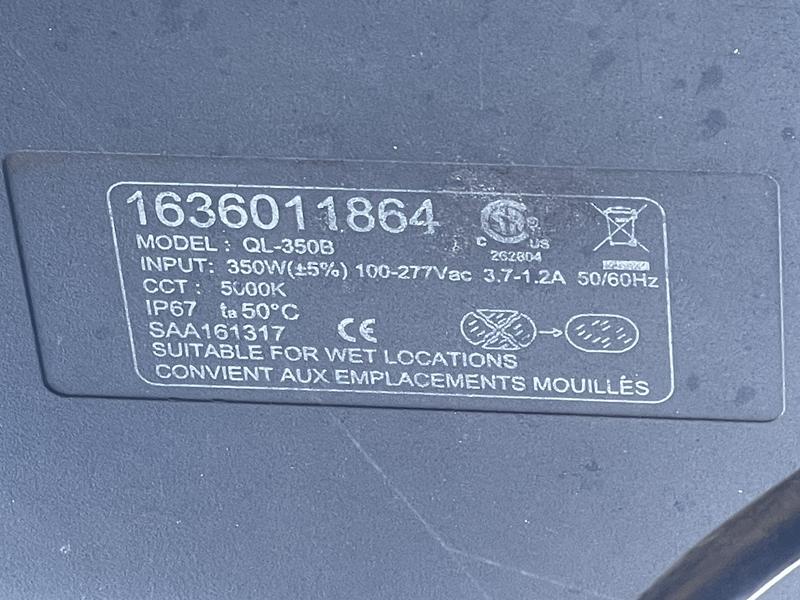 1636011864
MODEL : QL-350B
C US
262804
INPUT: 350W(±5%) 100-277Vac 3.7-1.2A 50/60Hz
CCT : 5000K
IP67 ta 50°C
SAA161317 CE
SUITABLE FOR WET LOCATIONS
CONVIENT AUX EMPLACEMENTS MOUILLÉS